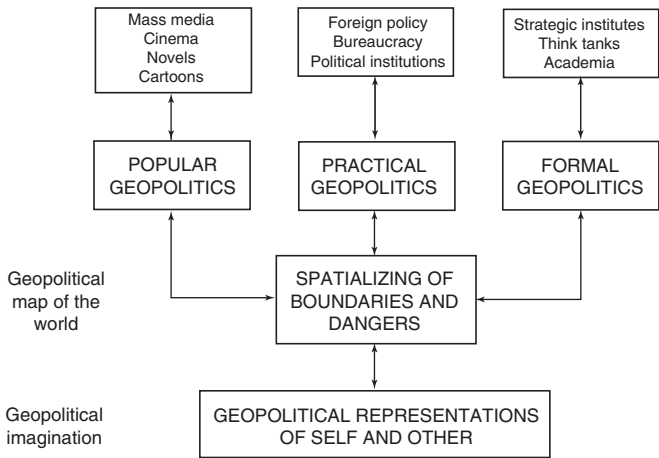 Mass media
Cinema
Novels
Cartoons
Foreign policy
Bureaucracy
Political institutions
Strategic institutes
Think tanks
Academia
POPULAR
GEOPOLITICS
PRACTICAL
GEOPOLITICS
FORMAL
GEOPOLITICS
Geopolitical
map of the
world
SPATIALIZING OF
BOUNDARIES AND
DANGERS
Geopolitical
imagination
GEOPOLITICAL REPRESENTATIONS
OF SELF AND OTHER